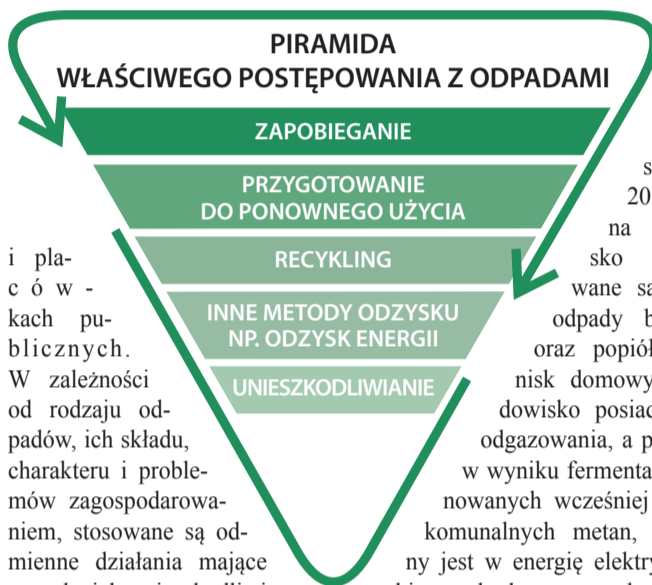 PIRAMIDA
WŁAŚCIWEGO POSTĘPOWANIA Z ODPADAMI
ZAPOBIEGANIE
PRZYGOTOWANIE
DO PONOWNEGO UŻYCIA
RECYKLING
INNE METODY ODZYSKU
NP. ODZYSK ENERGII
UNIESZKODLIWIANIE
i pla-
c ó w -
kach pu-
blicznych.
W zależności
od rodzaju od-
padów, ich składu,
charakteru i proble-
mów zagospodarowa-
niem, stosowane są od-
mienne działania mające
s
20
na
sko
wane są
odpady b
oraz popiół
nisk domowy
dowisko posiad
odgazowania, a p
w wyniku fermenta
nowanych wcześniej
komunalnych metan,
ny jest w energię elektry